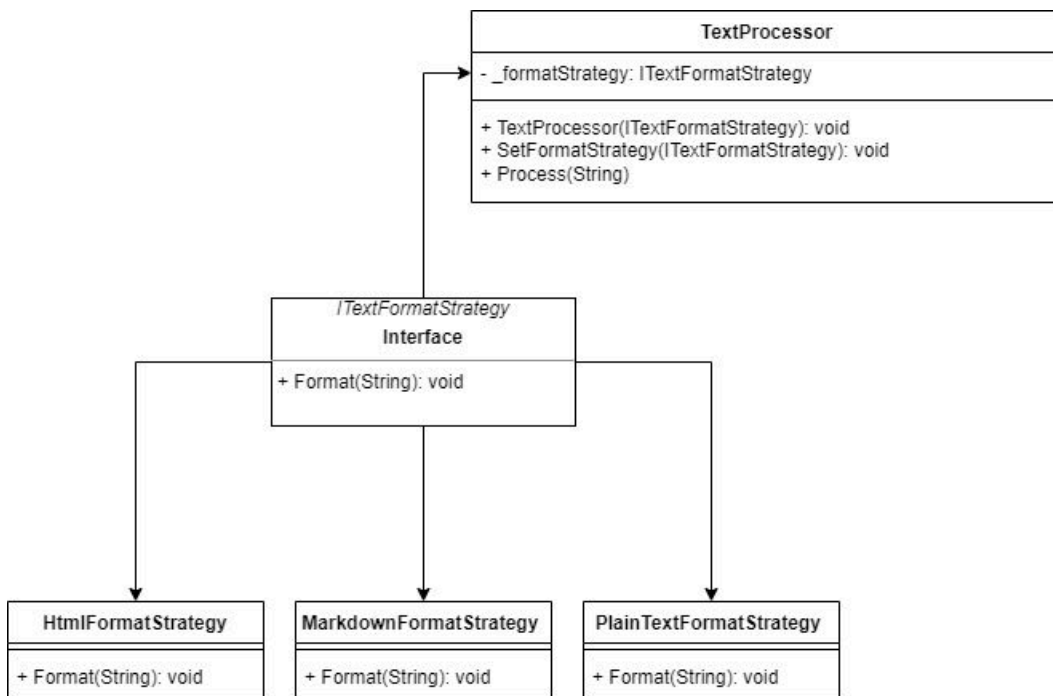 TextProcessor
- _formatStrategy: ITextFormatStrategy
+ TextProcessor(ITextFormatStrategy): void
+ SetFormatStrategy(ITextFormatStrategy): void
+ Process(String)
ITextFormatStrategy
Interface
+ Format(String): void
HtmlFormatStrategy
+ Format(String): void
MarkdownFormatStrategy
+ Format(String): void
PlainTextFormatStrategy
+ Format(String): void